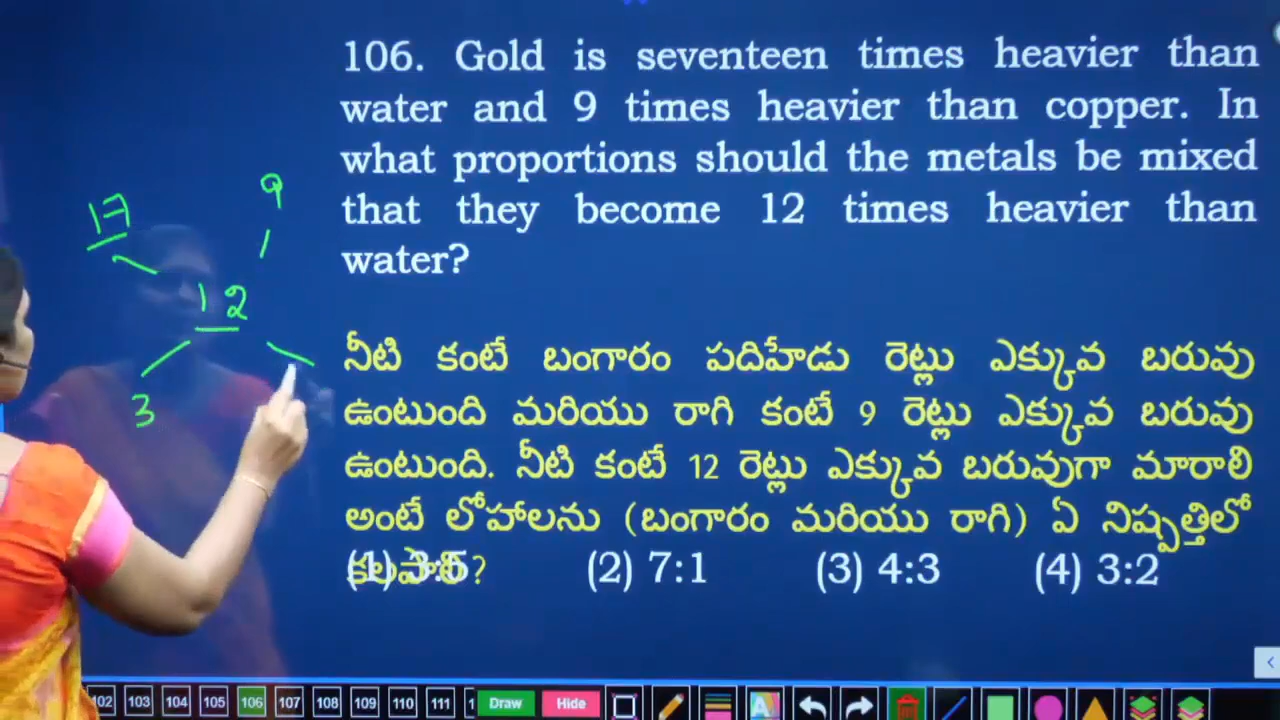 106. Gold is seventeen times heavier than
water and 9 times heavier than copper. In
what proportions should the metals be mixed
that they become 12 times heavier than
water?
17
9
12
3
నీటి కంటే బంగారం పదిహేడు రెట్లు ఎక్కువ బరువు
ఉంటుంది మరియు రాగి కంటే 9 రెట్లు ఎక్కువ బరువు
ఉంటుంది. నీటి కంటే 12 రెట్లు ఎక్కువ బరువుగా మారాలి
అంటే లోహాలను (బంగారం మరియు రాగి) ఏ నిష్పత్తిలో
(1) 3:5 (2) 7:1 (3) 4:3 (4) 3:2
102 103 104 105 106 107 108 109 110 111 Draw Hide